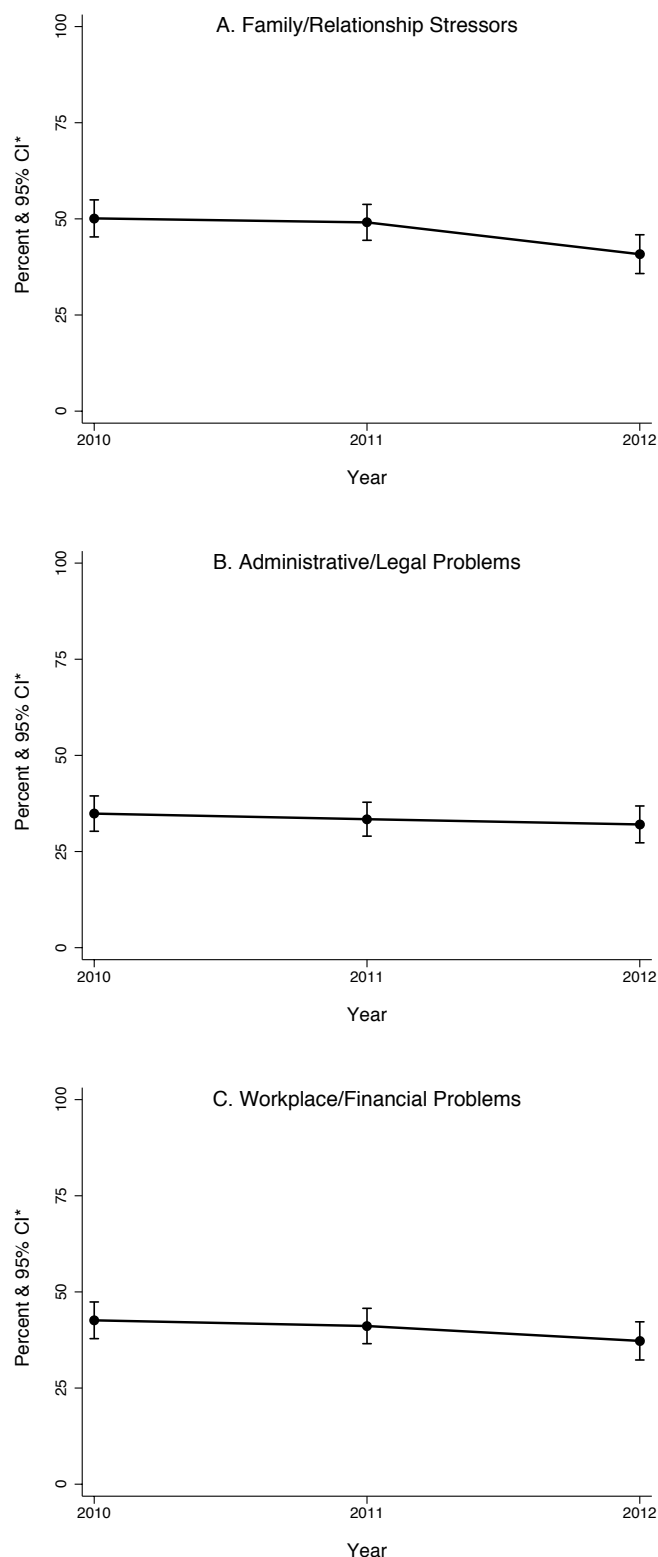 A. Family/Relationship Stressors
100
75
50
25
0
Percent & 95% CI*
2010 2011 2012
Year
B. Administrative/Legal Problems
100
75
50
25
0
Percent & 95% CI*
2010 2011 2012
Year
C. Workplace/Financial Problems
100
75
50
25
0
Percent & 95% CI*
2010 2011 2012
Year